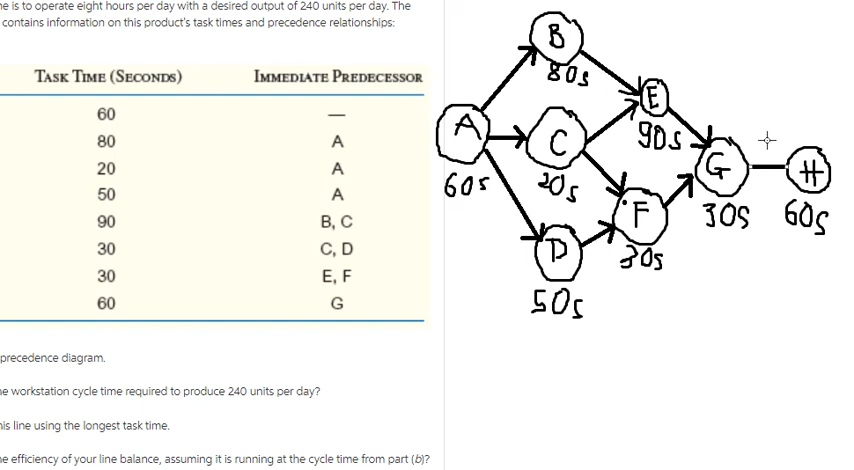 ne is to operate eight hours per day with a desired output of 240 units per day. The
contains information on this product's task times and precedence relationships:
TASK TIME (SECONDS) IMMEDIATE PREDECESSOR
60 —
80 A
20 A
50 A
90 B, C
30 C, D
30 E, F
60 G
precedence diagram.
ne workstation cycle time required to produce 240 units per day?
nis line using the longest task time.
ne efficiency of your line balance, assuming it is running at the cycle time from part (b)?
B
80s
A
60s
C
20s
D
50s
E
90s
F
30s
G
30s
H
60s